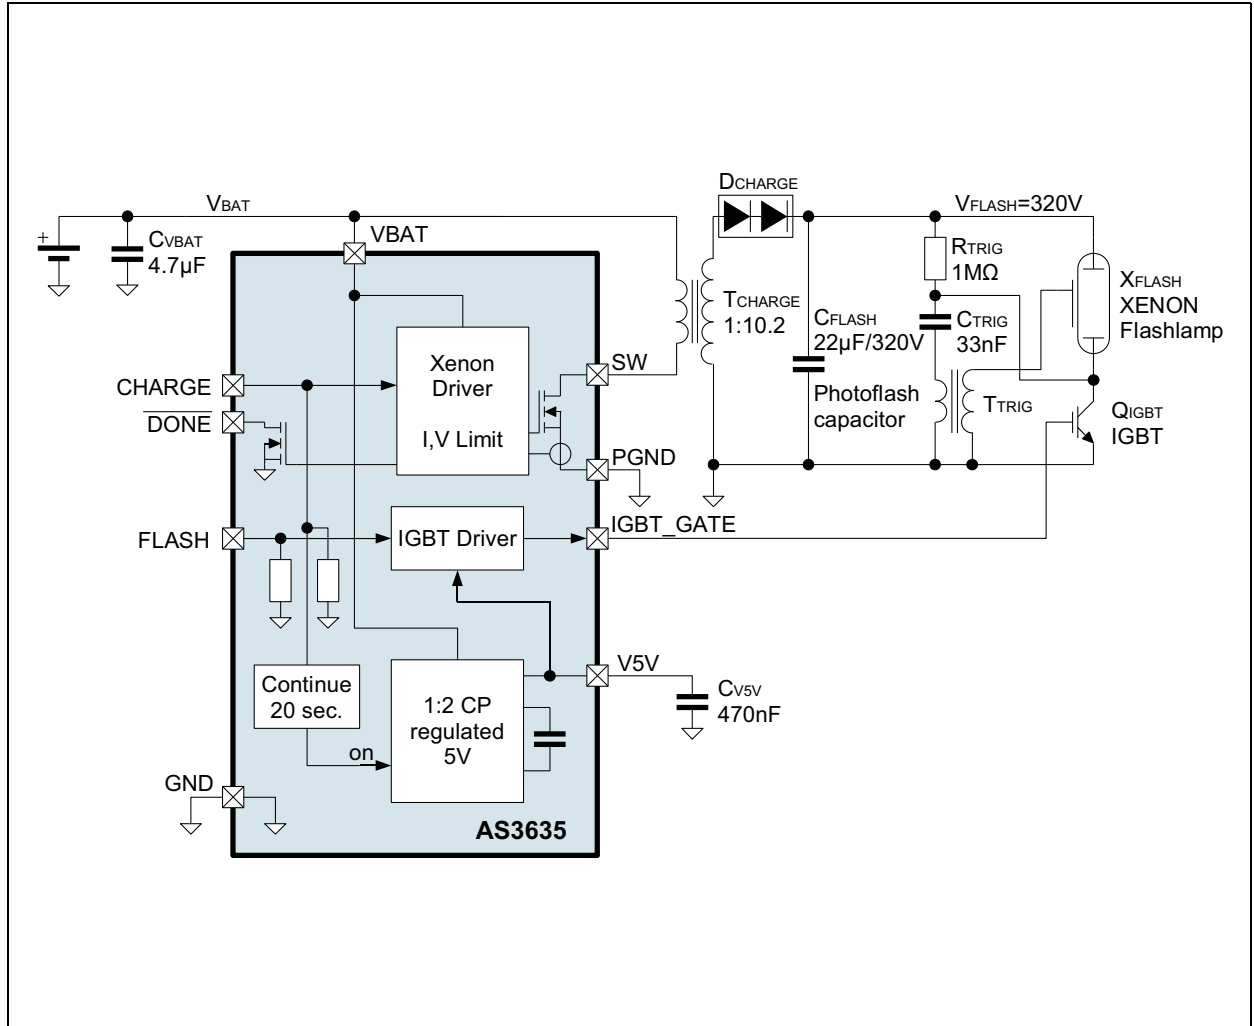 DCHARGE
VBAT
VFLASH=320V
+
CVBAT
4.7µF
VBAT
RTRIG
1MΩ
XFLASH
XENON
Flashlamp
TCHARGE
1:10.2
CFLASH
22µF/320V
CTRIG
33nF
Xenon
Driver
I,V Limit
SW
CHARGE
DONE
Photoflash
capacitor
TTRIG
QIGBT
IGBT
PGND
FLASH
IGBT Driver
IGBT_GATE
V5V
Continue
20 sec.
1:2 CP
regulated
5V
CV5V
470nF
on
GND
AS3635